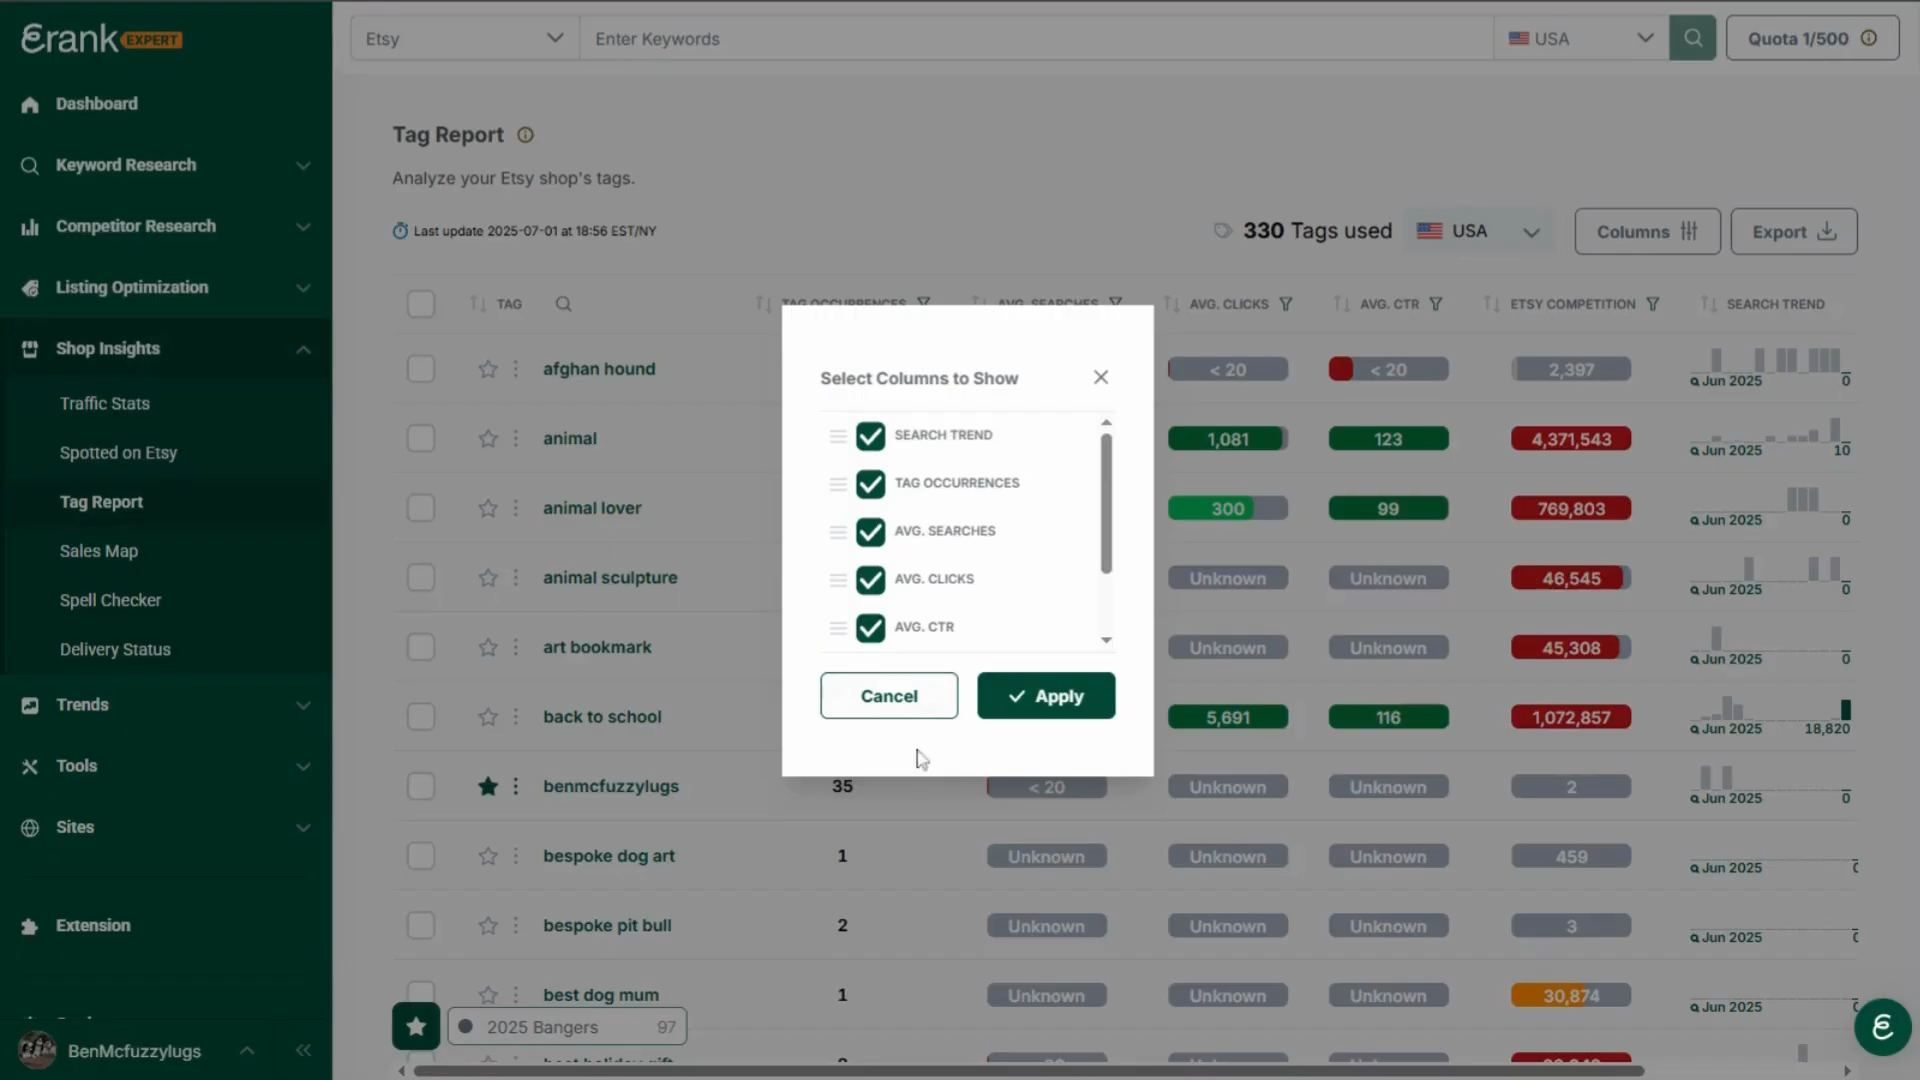 erank EXPERT
Etsy
Enter Keywords
USA
Quota 1/500
Dashboard
Keyword Research
Competitor Research
Listing Optimization
Shop Insights
Traffic Stats
Spotted on Etsy
Tag Report
Sales Map
Spell Checker
Delivery Status
Trends
Tools
Sites
Extension
BenMcfuzzylugs
Tag Report
Analyze your Etsy shop's tags.
Last update 2025-07-01 at 18:56 EST/NY
330 Tags used
USA
Columns
Export
TAG
TAG OCCURRENCES
AVG. SEARCHES
AVG. CLICKS
AVG. CTR
ETSY COMPETITION
SEARCH TREND
afghan hound < 20 < 20 2,397 Jun 2025 0
animal 1,081 123 4,371,543 Jun 2025 10
animal lover 300 99 769,803 Jun 2025 0
animal sculpture Unknown Unknown 46,545 Jun 2025 0
art bookmark Unknown Unknown 45,308 Jun 2025 0
back to school 5,691 116 1,072,857 Jun 2025 18,820
benmcfuzzylugs 35 < 20 Unknown Unknown 2 Jun 2025 0
bespoke dog art 1 Unknown Unknown Unknown 459 Jun 2025
bespoke pit bull 2 Unknown Unknown Unknown 3 Jun 2025
best dog mum 1 Unknown Unknown Unknown 30,874 Jun 2025
2025 Bangers 97
Select Columns to Show
SEARCH TREND
TAG OCCURRENCES
AVG. SEARCHES
AVG. CLICKS
AVG. CTR
Cancel
Apply